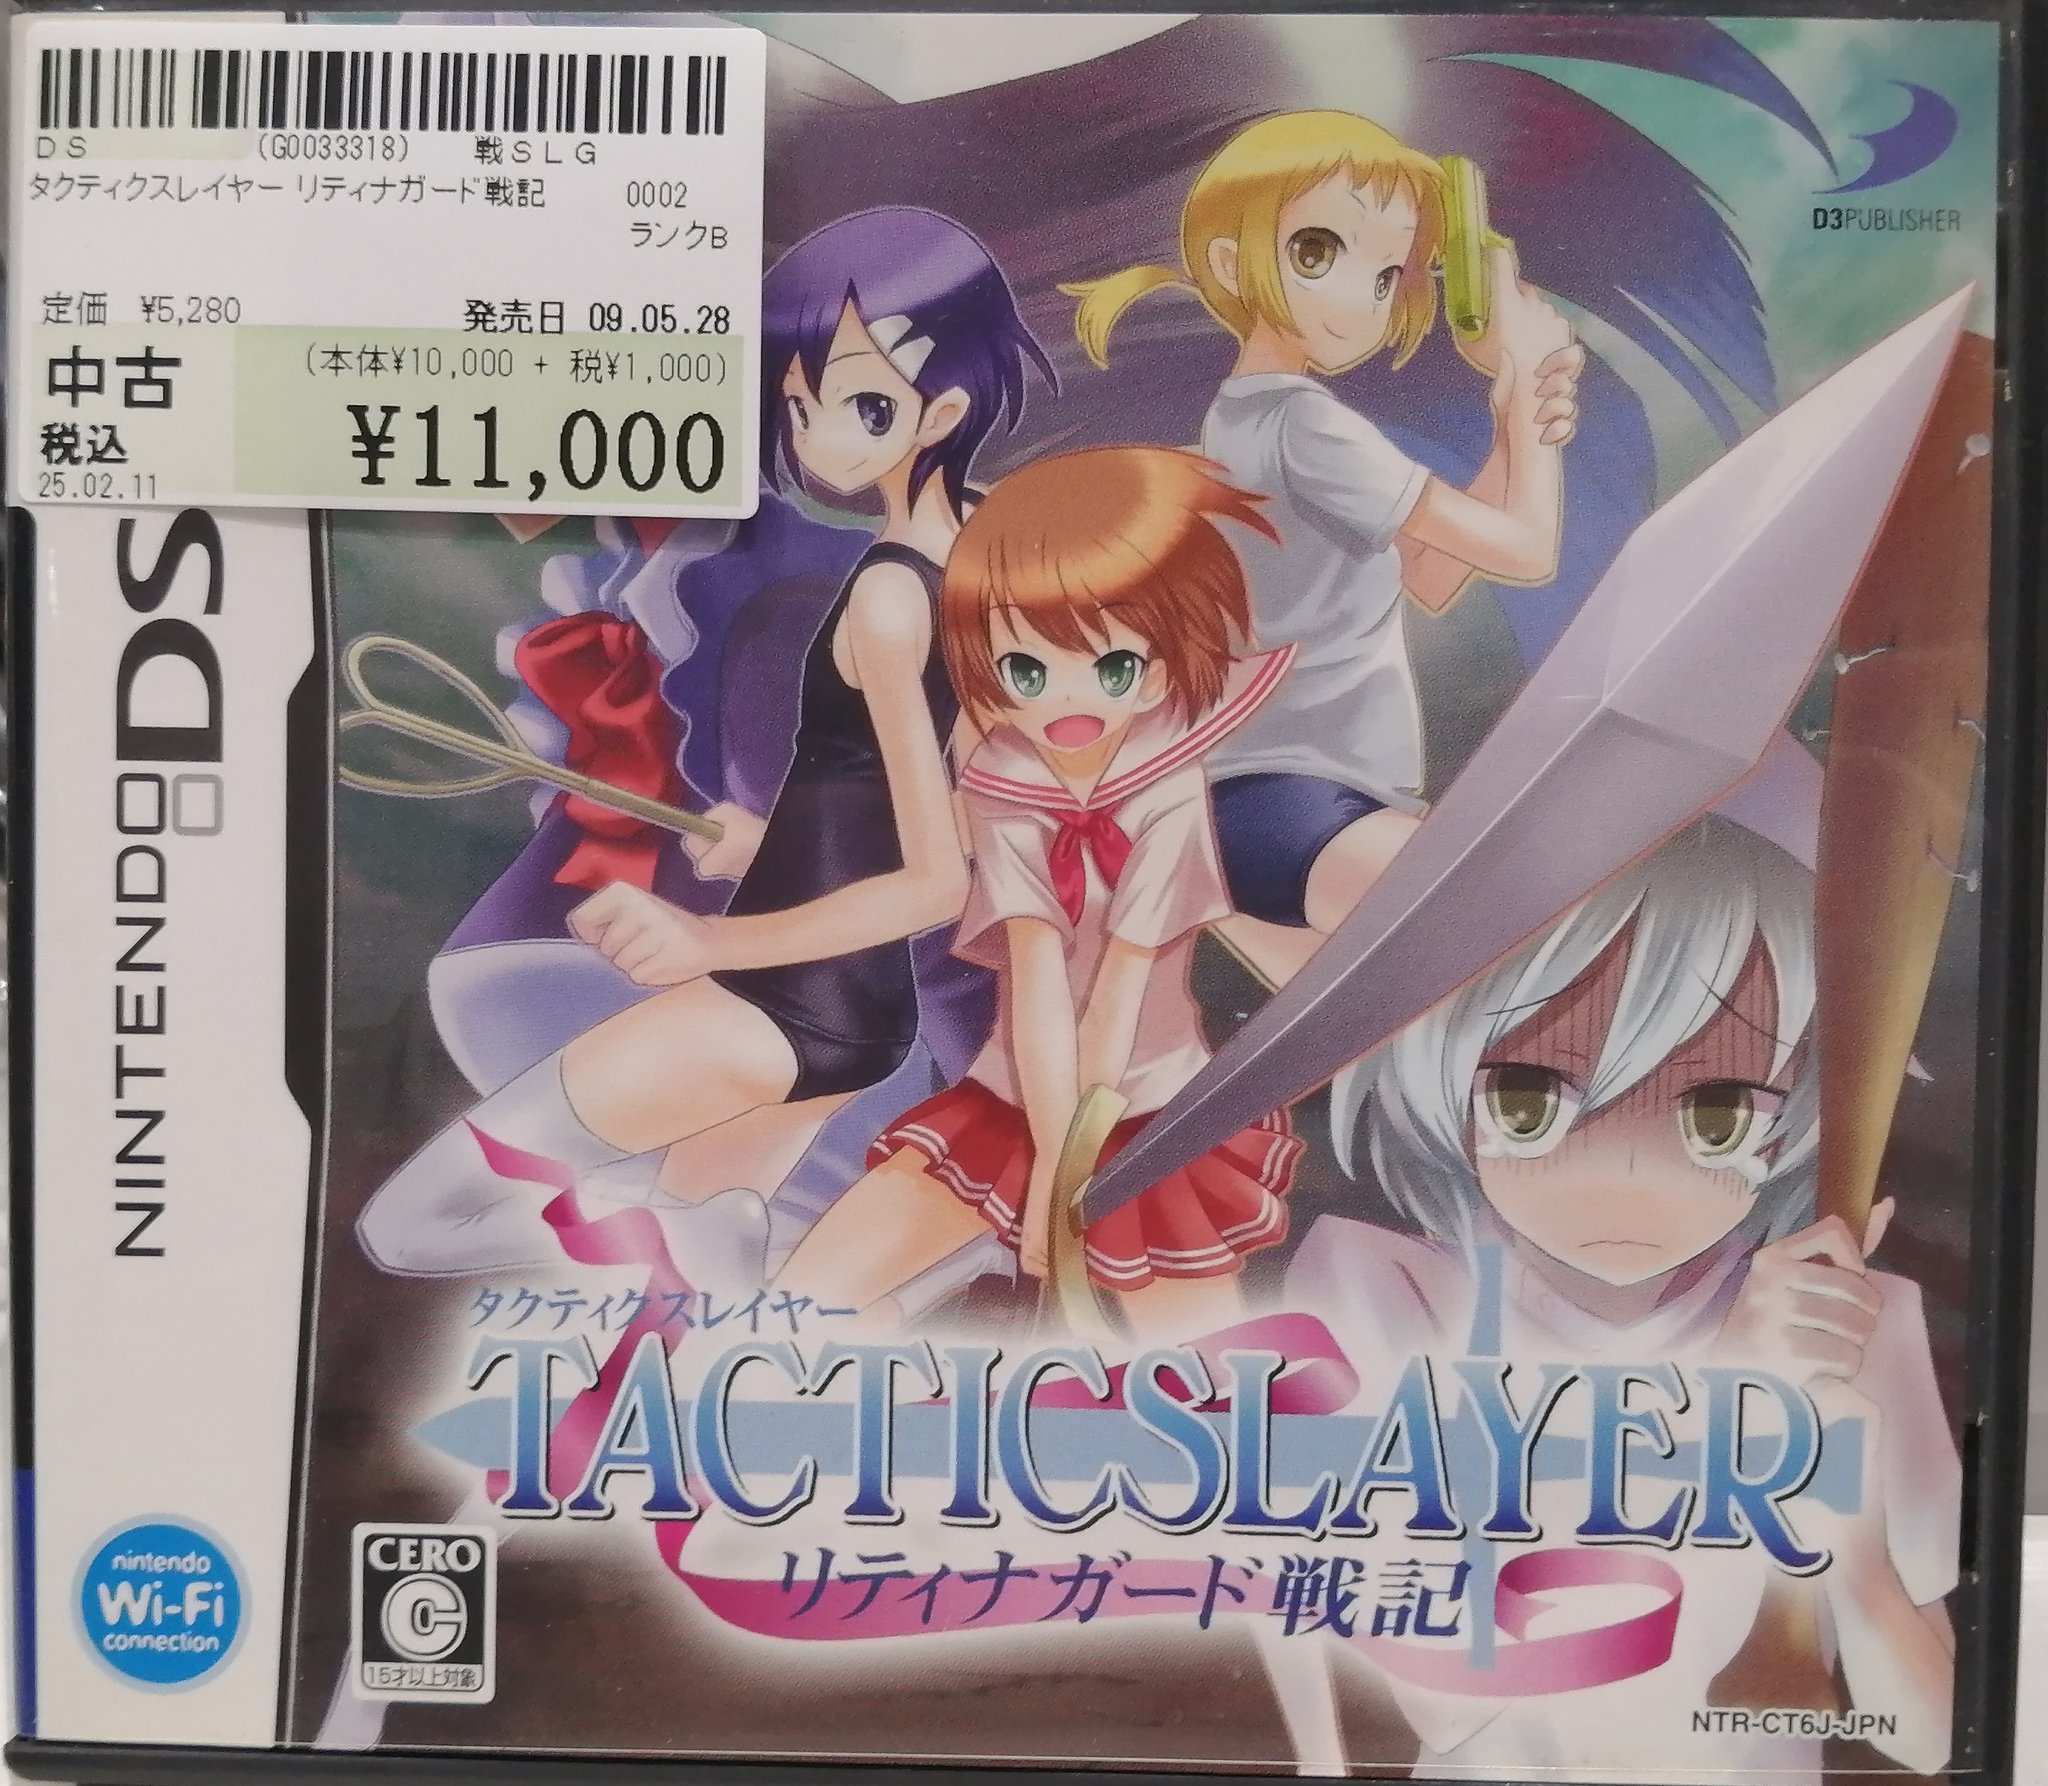 DS (G0033318) 戦SLG
タクティクスレイヤー リティナガード戦記 0002
ランクB
定価 ¥5,280 発売日 09.05.28
中古 (本体¥10,000 + 税¥1,000)
税込 ¥11,000
25.02.11
D3PUBLISHER
NINTENDO DS
タクティクスレイヤー
TACTICSLAYER
リティナガード戦記
nintendo
Wi-Fi
connection
CERO
C
15才以上対象
NTR-CT6J-JPN